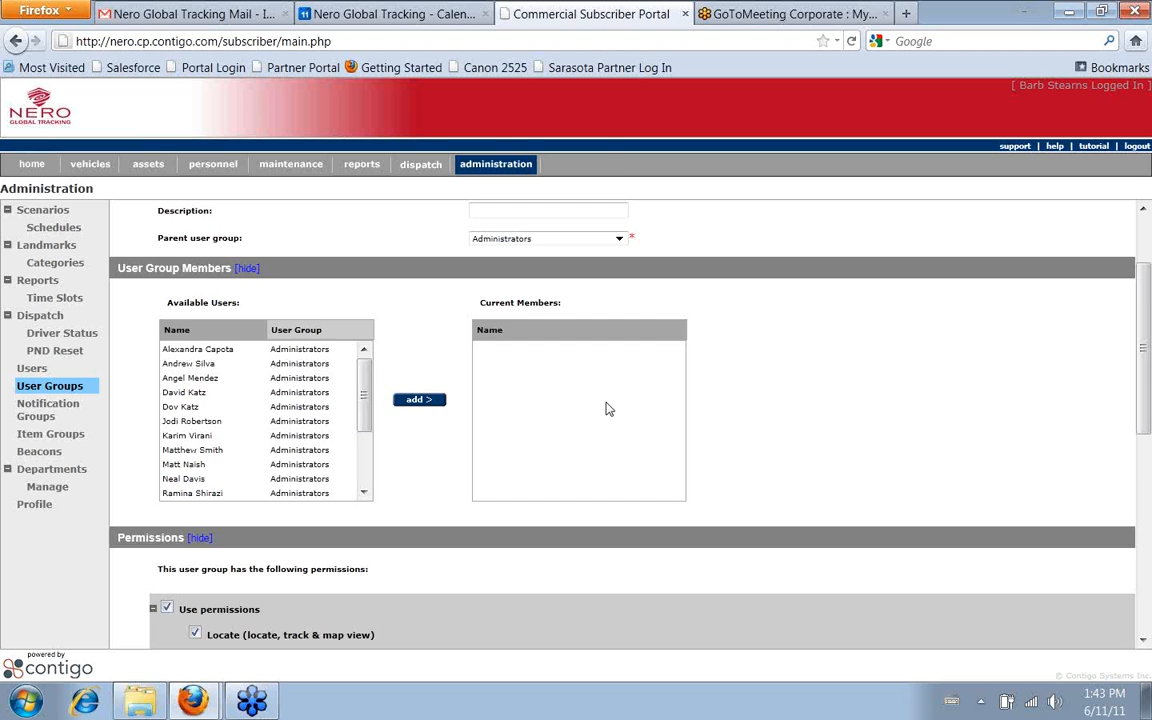 Firefox
Nero Global Tracking Mail - I...
Nero Global Tracking - Calen...
Commercial Subscriber Portal
GoToMeeting Corporate : My...
http://nero.cp.contigo.com/subscriber/main.php
Google
Most Visited
Salesforce
Portal Login
Partner Portal
Getting Started
Canon 2525
Sarasota Partner Log In
Bookmarks
[ Barb Stearns Logged In ]
NERO
GLOBAL TRACKING
support | help | tutorial | logout
home
vehicles
assets
personnel
maintenance
reports
dispatch
administration
Administration
Scenarios
Schedules
Landmarks
Categories
Reports
Time Slots
Dispatch
Driver Status
PND Reset
Users
User Groups
Notification
Groups
Item Groups
Beacons
Departments
Manage
Profile
Description:
Parent user group:
Administrators
*
User Group Members [hide]
Available Users:
Name User Group
Alexandra Capota Administrators
Andrew Silva Administrators
Angel Mendez Administrators
David Katz Administrators
Dov Katz Administrators
Jodi Robertson Administrators
Karim Virani Administrators
Matthew Smith Administrators
Matt Naish Administrators
Neal Davis Administrators
Ramina Shirazi Administrators
add >
Current Members:
Name
Permissions [hide]
This user group has the following permissions:
Use permissions
Locate (locate, track & map view)
powered by
contigo
© Contigo Systems Inc.
1:43 PM
6/11/11